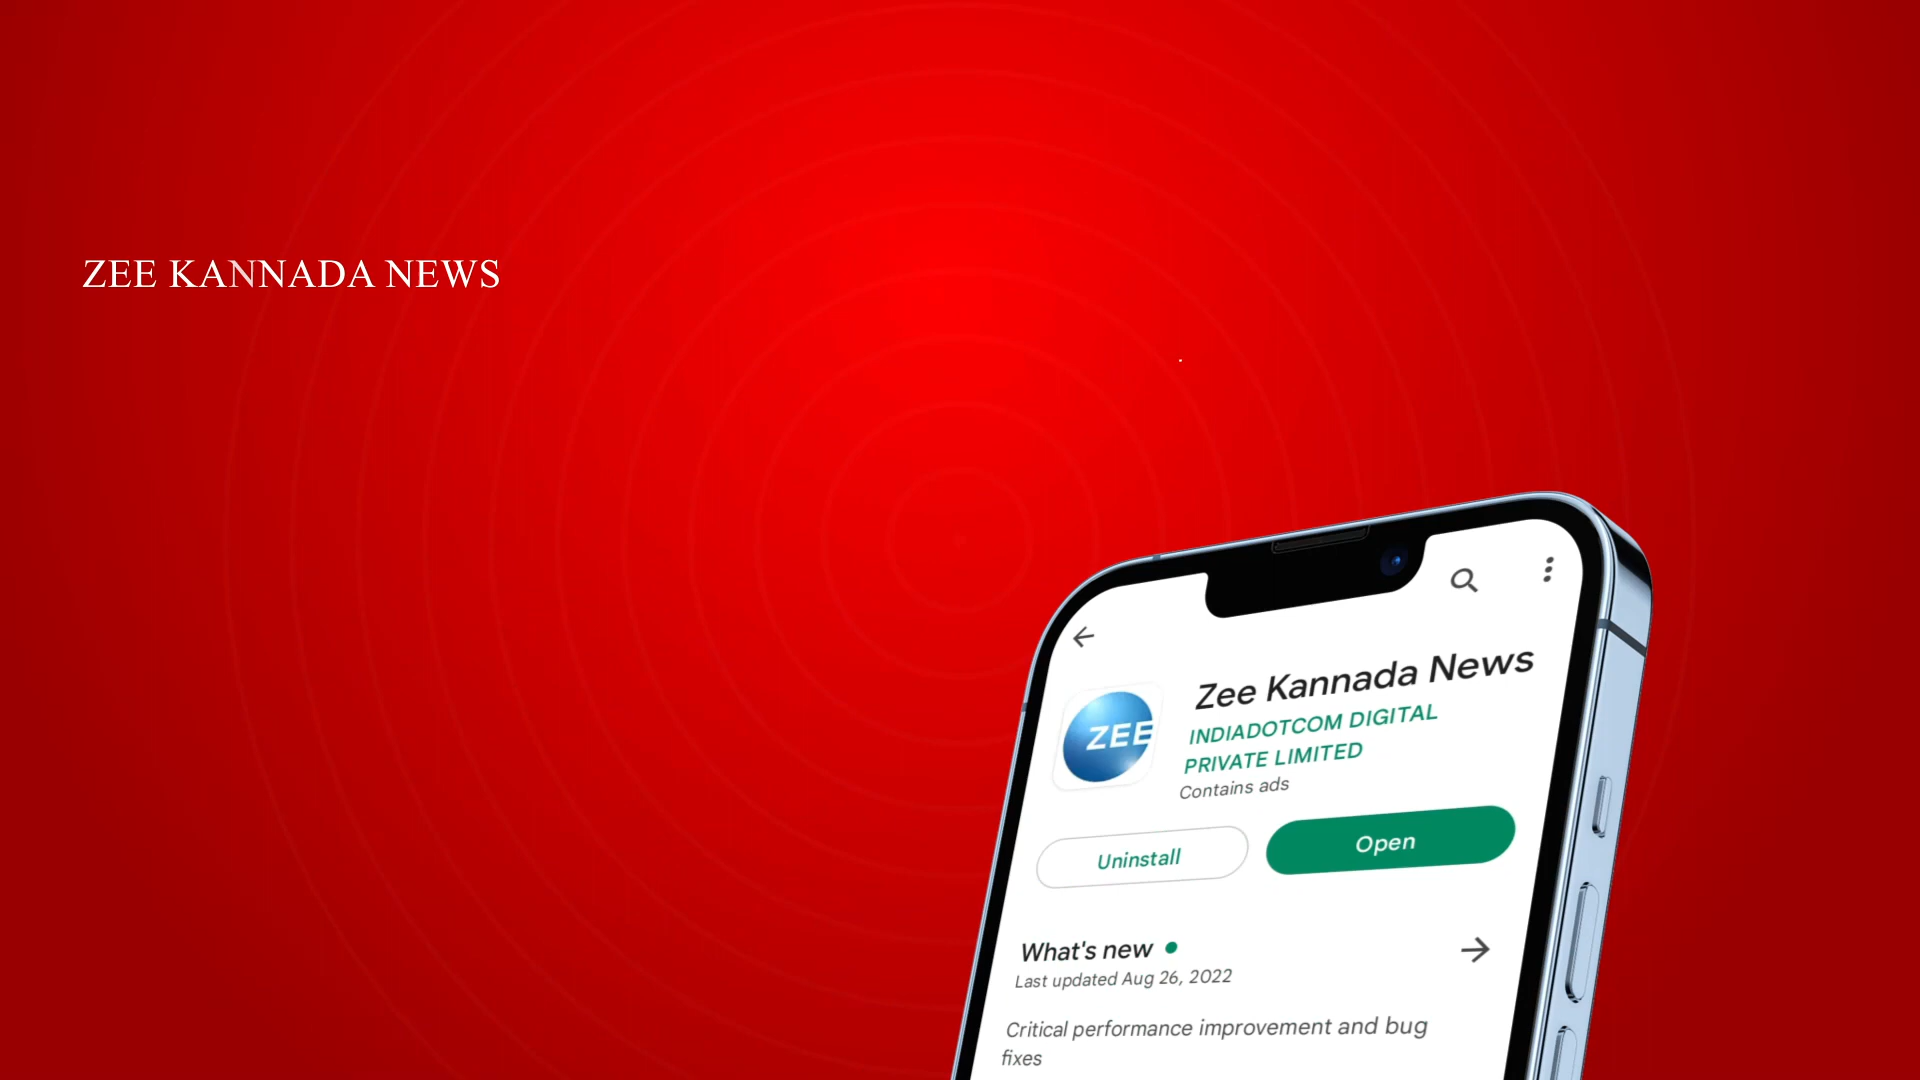 ZEE KANNADA NEWS
Zee Kannada News
ZEE
INDIADOTCOM DIGITAL
PRIVATE LIMITED
Contains ads
Uninstall
Open
What's new
Last updated Aug 26, 2022
Critical performance improvement and bug
fixes